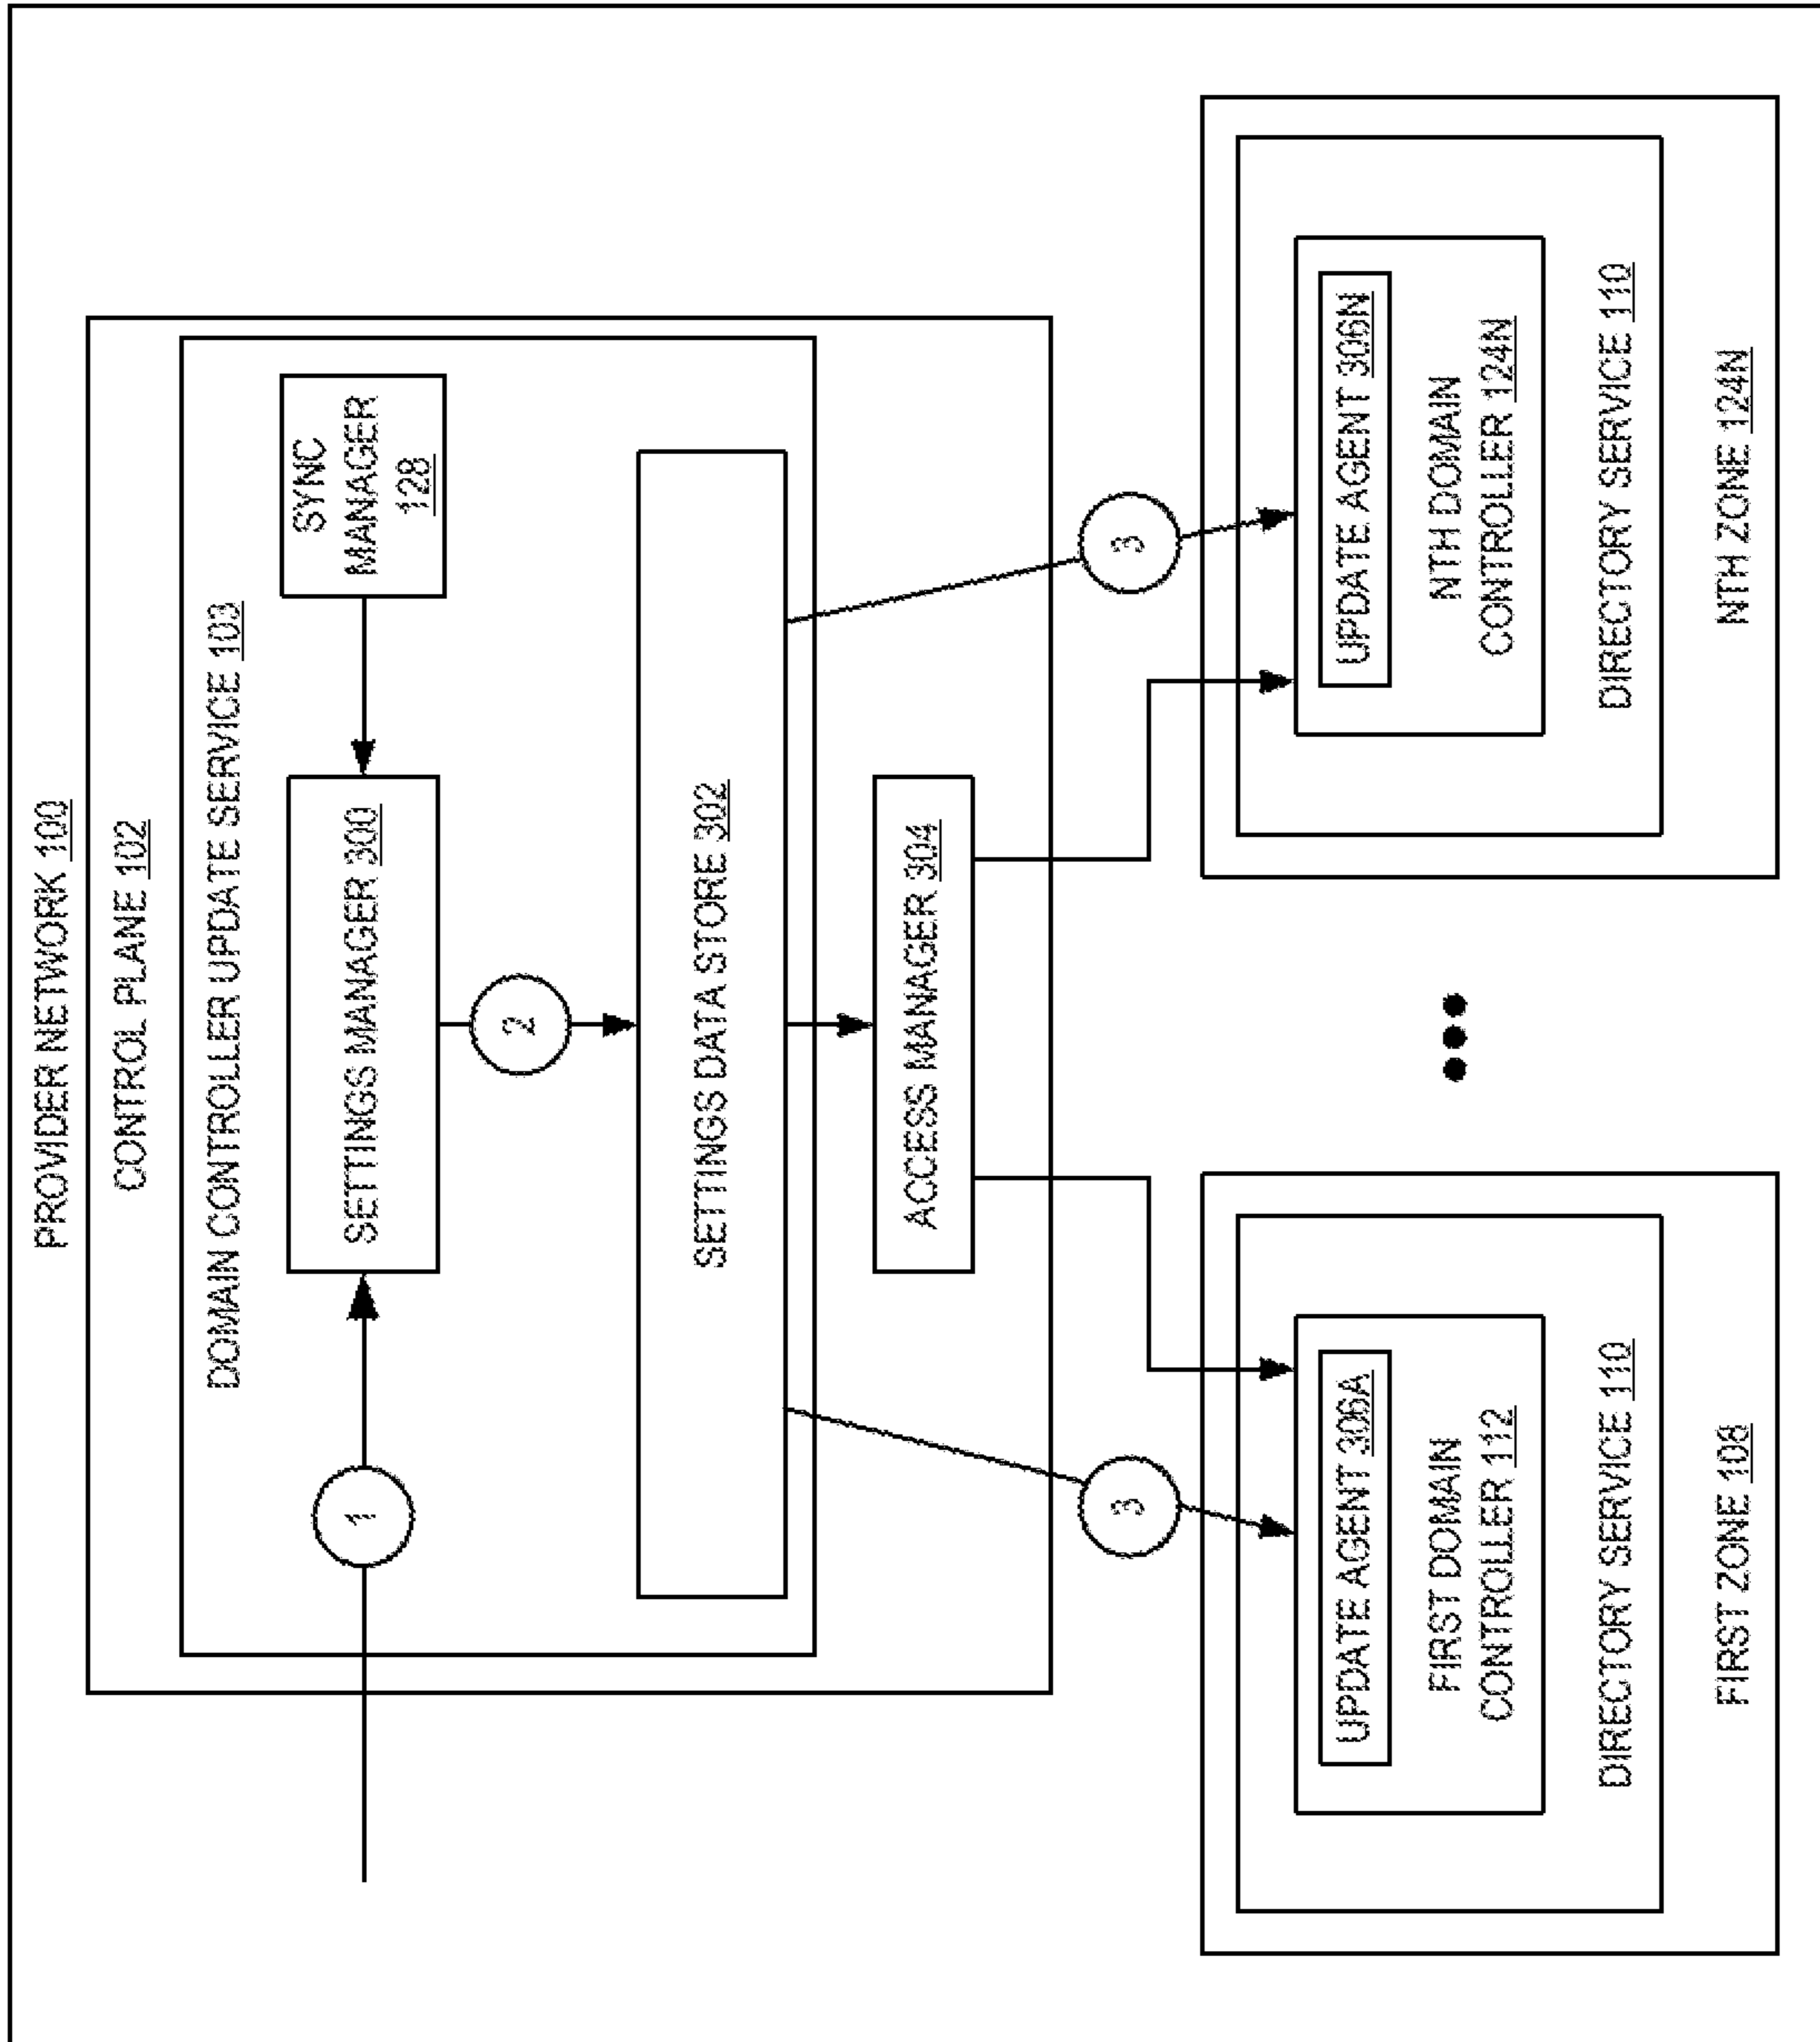 PROVIDER NETWORK 100
CONTROL PLANE 102
DOMAIN CONTROLLER UPDATE SERVICE 103
1
SETTINGS MANAGER 300
SYNC
MANAGER
128
2
SETTINGS DATA STORE 302
ACCESS MANAGER 304
3
3
UPDATE AGENT 306A
FIRST DOMAIN
CONTROLLER 112
DIRECTORY SERVICE 110
FIRST ZONE 108
UPDATE AGENT 306N
NTH DOMAIN
CONTROLLER 124N
DIRECTORY SERVICE 110
NTH ZONE 124N